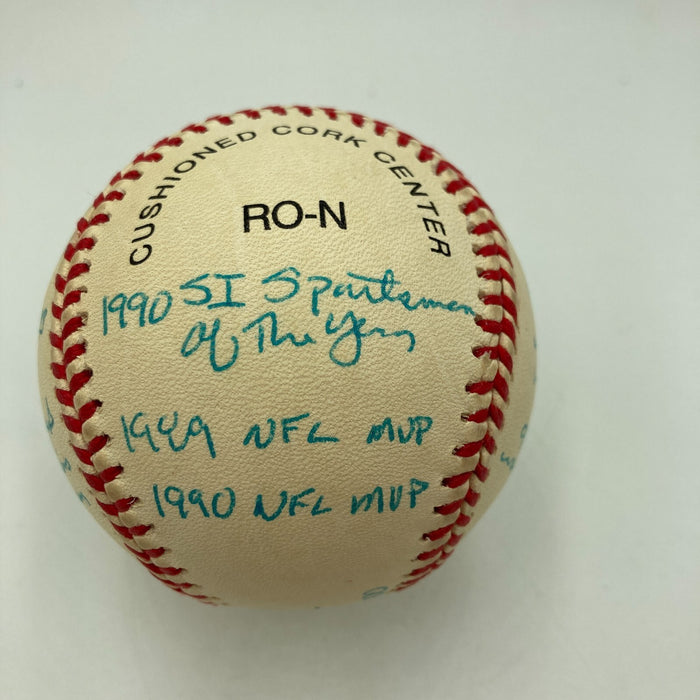 CUSHIONED CORK CENTER
RO-N
1990 SI Sportsman
Of The Year
1989 NFL MVP
1990 NFL MVP